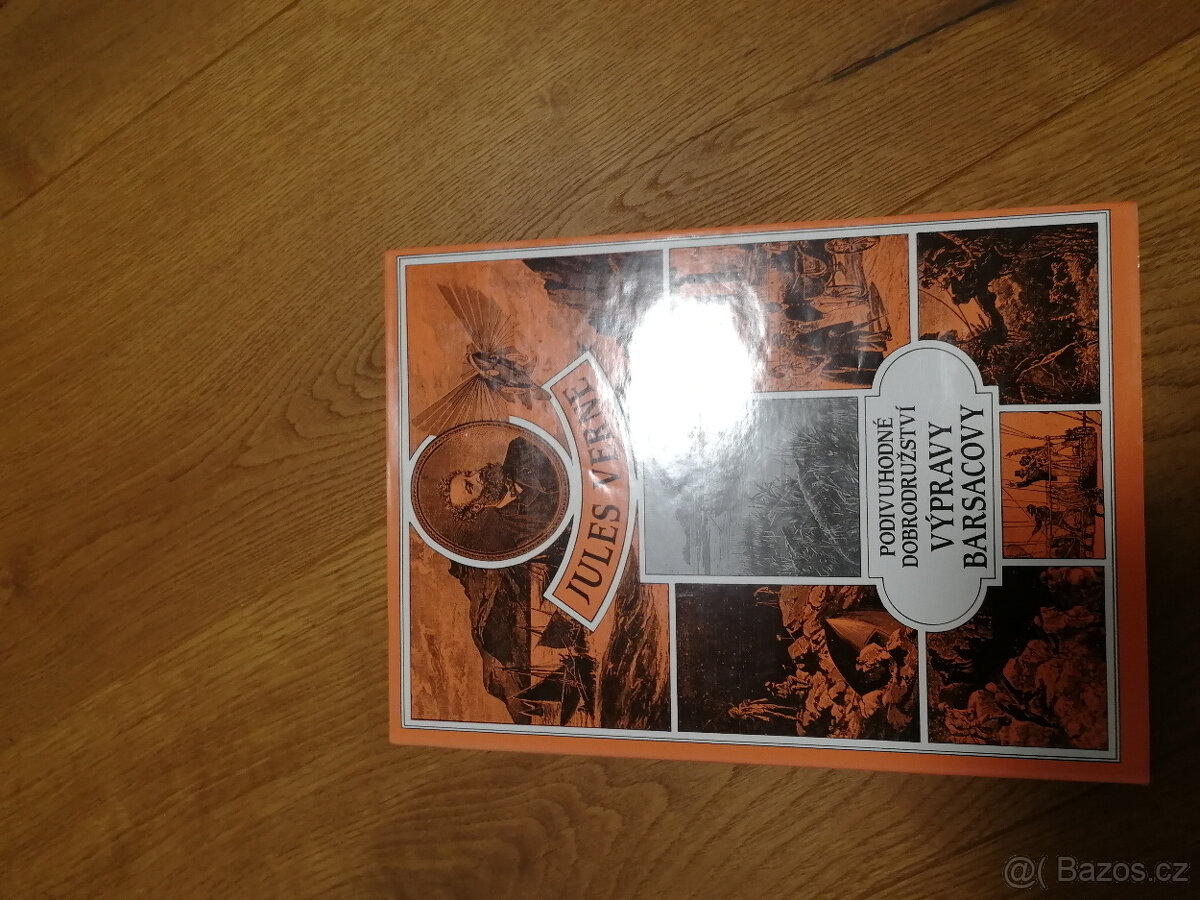 JULES VERNE
PODIVUHODNÉ
DOBRODRUŽSTVÍ
VÝPRAVY
BARSACOVY
@( Bazos.cz